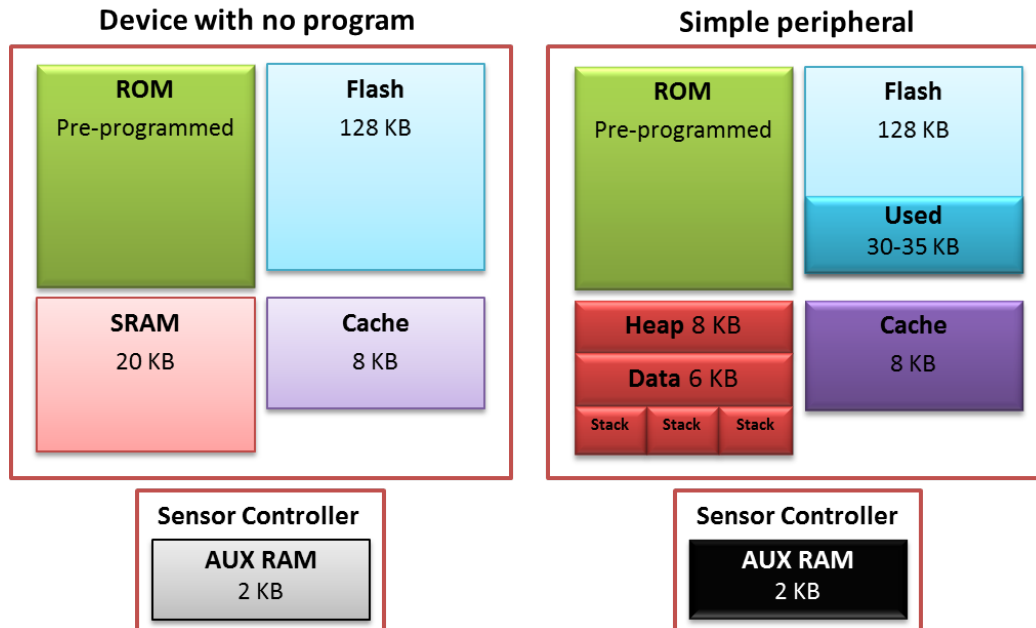 Device with no program
ROM
Pre-programmed
Flash
128 KB
SRAM
20 KB
Cache
8 KB
Sensor Controller
AUX RAM
2 KB
Simple peripheral
ROM
Pre-programmed
Flash
128 KB
Used
30-35 KB
Heap 8 KB
Data 6 KB
Stack Stack Stack
Cache
8 KB
Sensor Controller
AUX RAM
2 KB